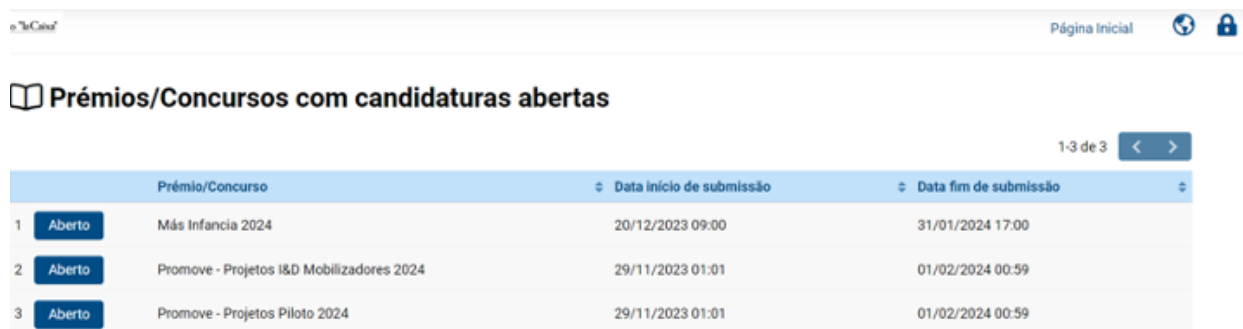 o "la Caixa"
Página Inicial
Prémios/Concursos com candidaturas abertas
1-3 de 3
Prémio/Concurso Data início de submissão Data fim de submissão
1 Aberto Más Infancia 2024 20/12/2023 09:00 31/01/2024 17:00
2 Aberto Promove - Projetos I&D Mobilizadores 2024 29/11/2023 01:01 01/02/2024 00:59
3 Aberto Promove - Projetos Piloto 2024 29/11/2023 01:01 01/02/2024 00:59